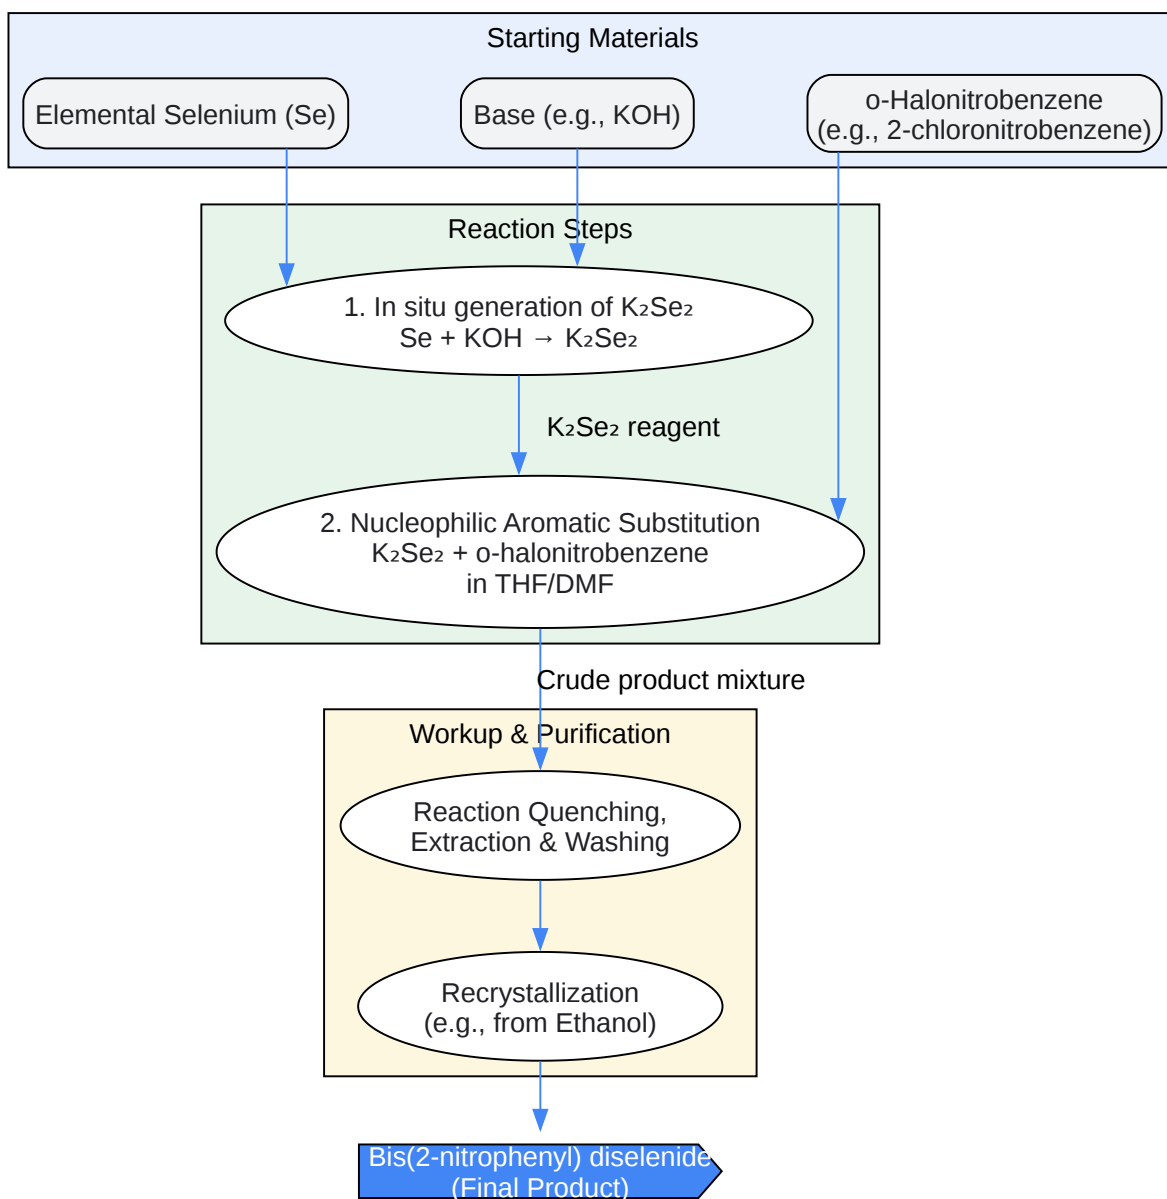 Starting Materials
Elemental Selenium (Se)
Base (e.g., KOH)
o-Halonitrobenzene
(e.g., 2-chloronitrobenzene)
Reaction Steps
1. In situ generation of K₂Se₂
Se + KOH → K₂Se₂
K₂Se₂ reagent
2. Nucleophilic Aromatic Substitution
K₂Se₂ + o-halonitrobenzene
in THF/DMF
Crude product mixture
Workup & Purification
Reaction Quenching,
Extraction & Washing
Recrystallization
(e.g., from Ethanol)
Bis(2-nitrophenyl) diselenide
(Final Product)